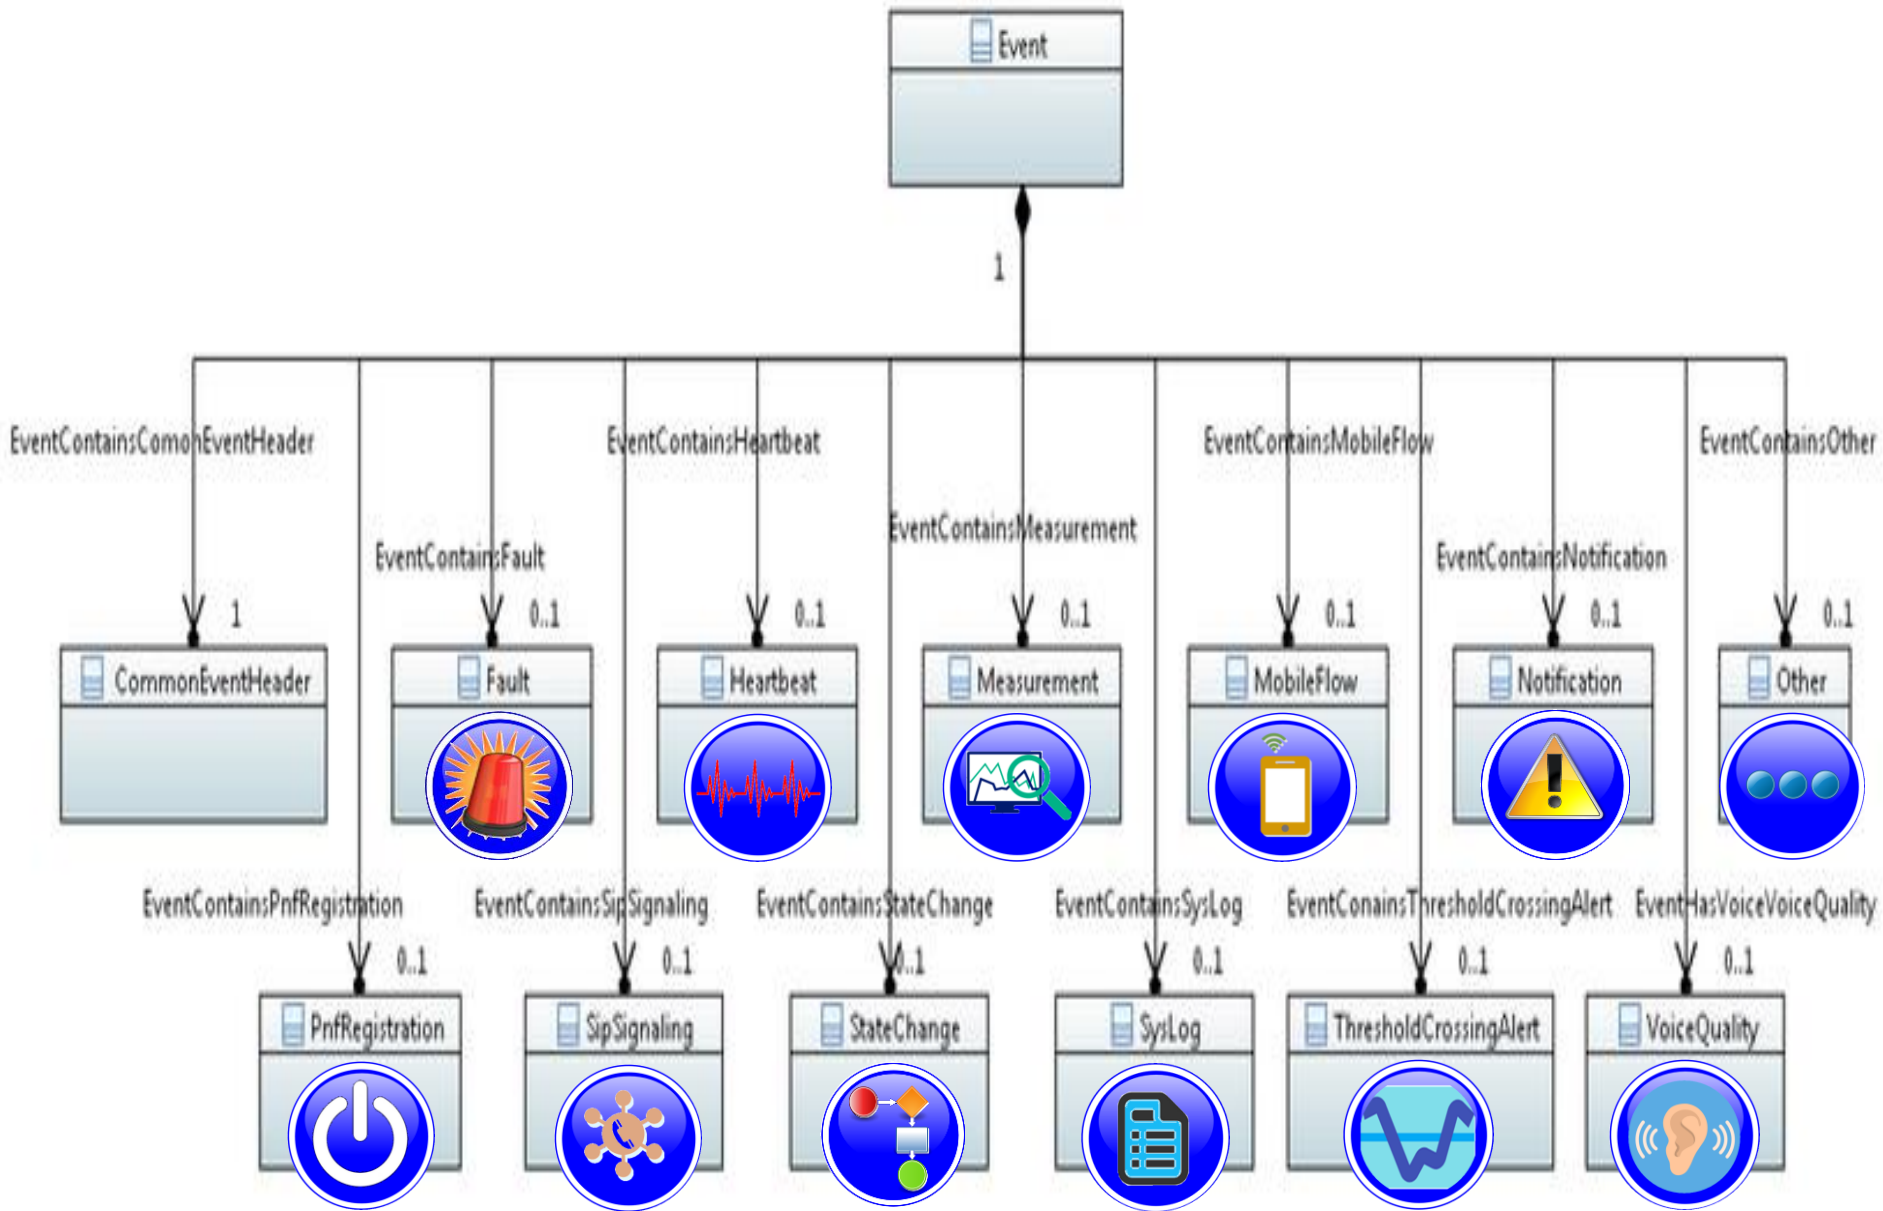 Event
1
EventContainsComonEventHeader
EventContainsHeartbeat
EventContainsMobileFlow
EventContainsOther
EventContainsMeasurement
EventContainsFault
EventContainsNotification
1
0..1
0..1
0..1
0..1
0..1
0..1
CommonEventHeader
Fault
Heartbeat
Measurement
MobileFlow
Notification
Other
EventContainsPnfRegistration
EventContainsSipSignaling
EventContainsStateChange
EventContainsSysLog
EventConainsThresholdCrossingAlert
EventHasVoiceVoiceQuality
0..1
0..1
0..1
0..1
0..1
0..1
PnfRegistration
SipSignaling
StateChange
SysLog
ThresholdCrossingAlert
VoiceQuality